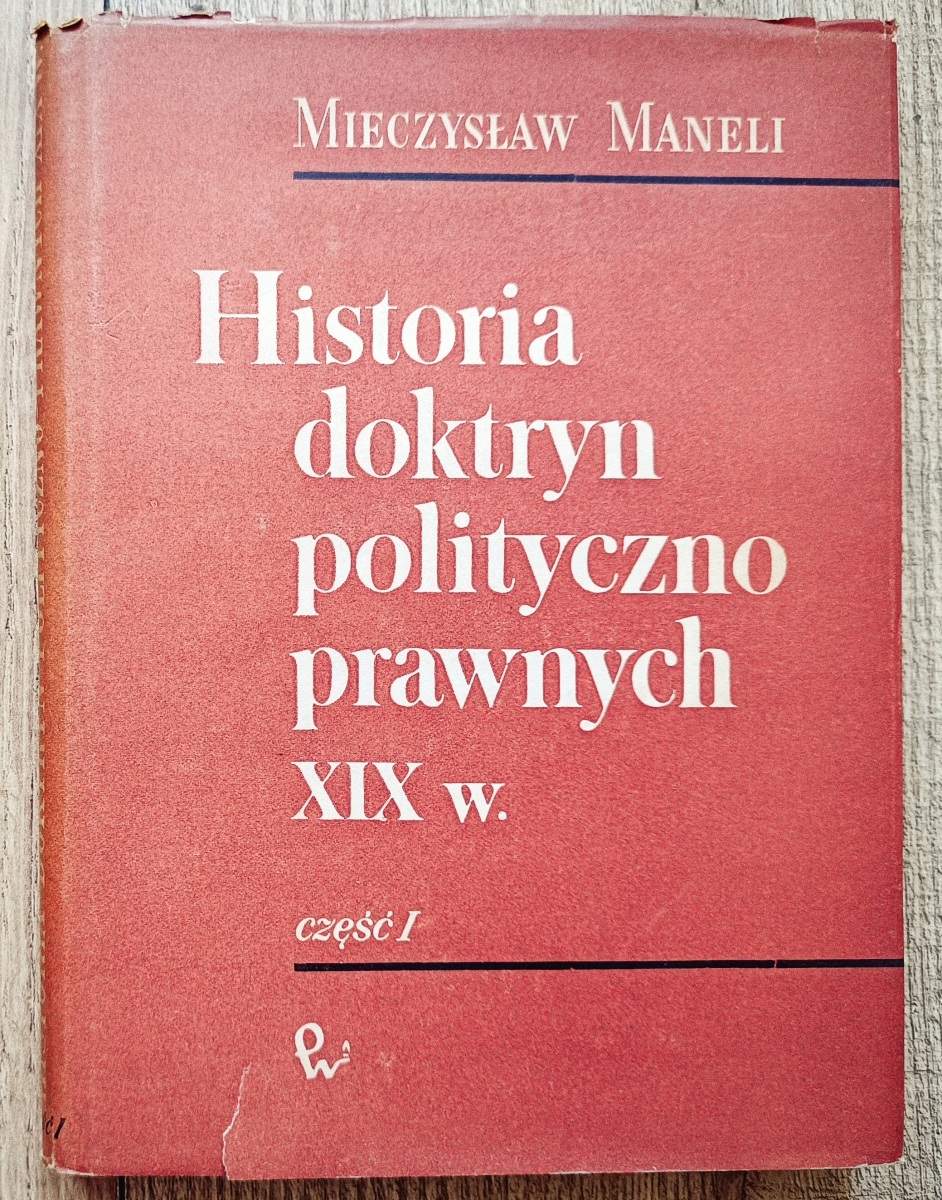 MIECZYSŁAW MANELI
Historia
doktryn
polityczno
prawnych
XIX w.
część I